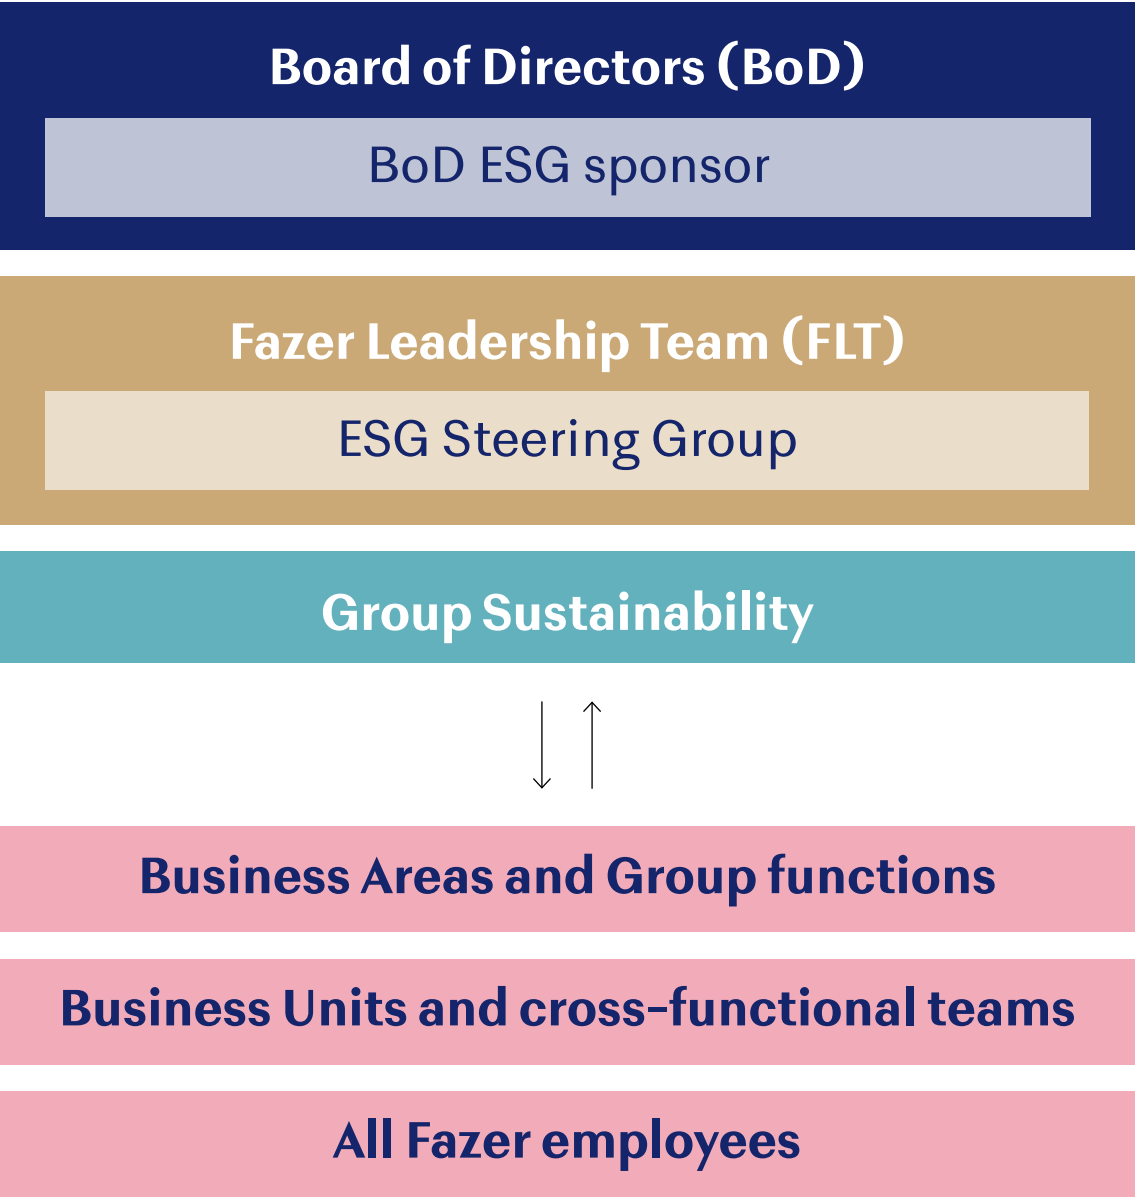 Board of Directors (BoD)
BoD ESG sponsor
Fazer Leadership Team (FLT)
ESG Steering Group
Group Sustainability
Business Areas and Group functions
Business Units and cross-functional teams
All Fazer employees